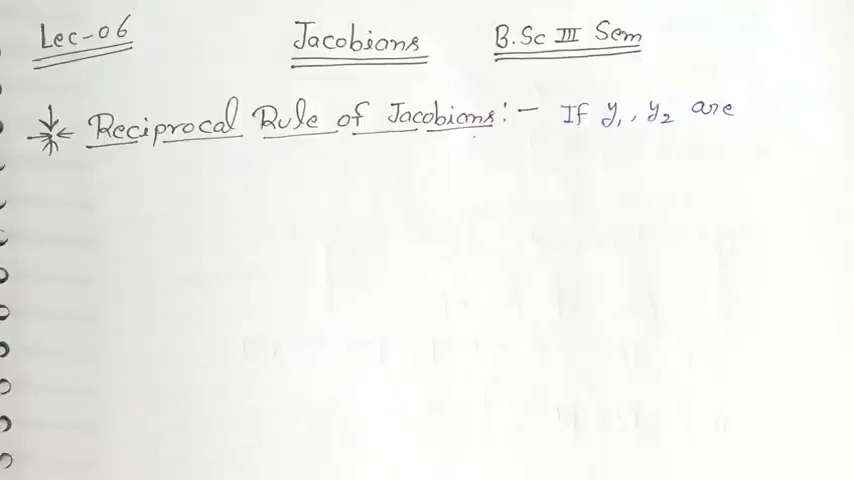 Lec-06 Jacobians B.Sc III Sem
Reciprocal Rule of Jacobians:- If y₁, y₂ are